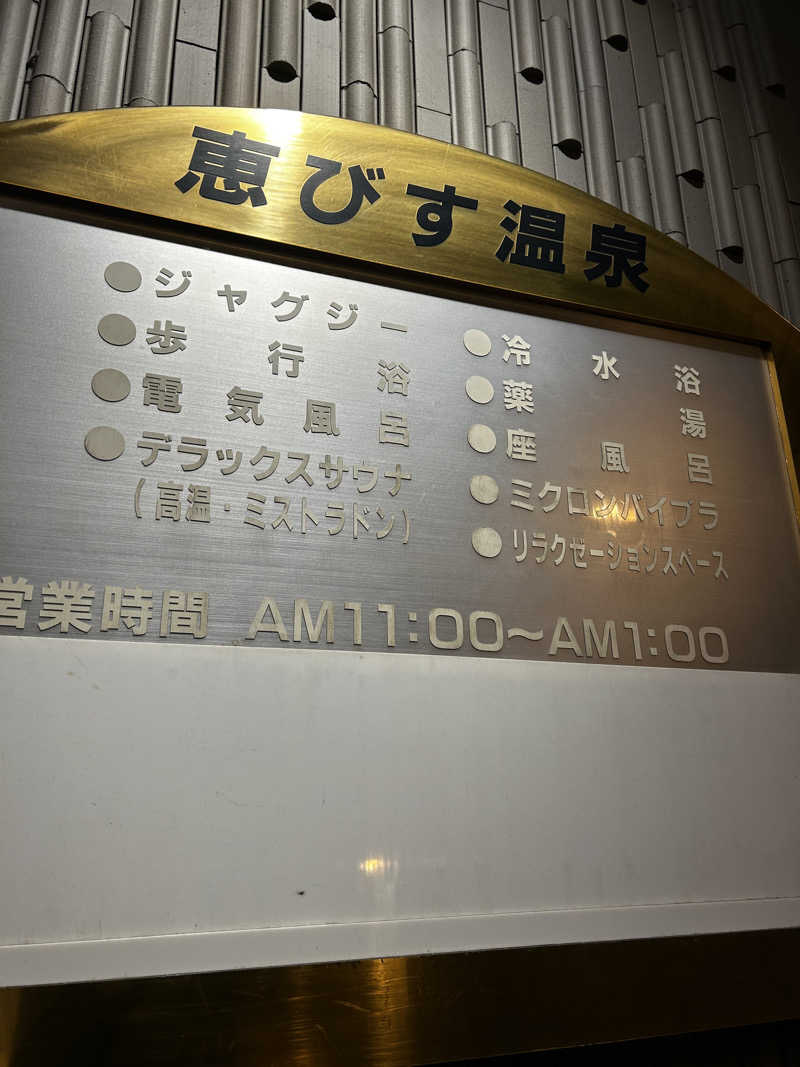 恵びす温泉
●ジャグジー
●歩行浴
●電気風呂
●デラックスサウナ
(高温・ミストラドン)
●冷水浴
●薬湯
●座風呂
●ミクロンバイブラ
●リラクゼーションスペース
営業時間 AM11:00～AM1:00